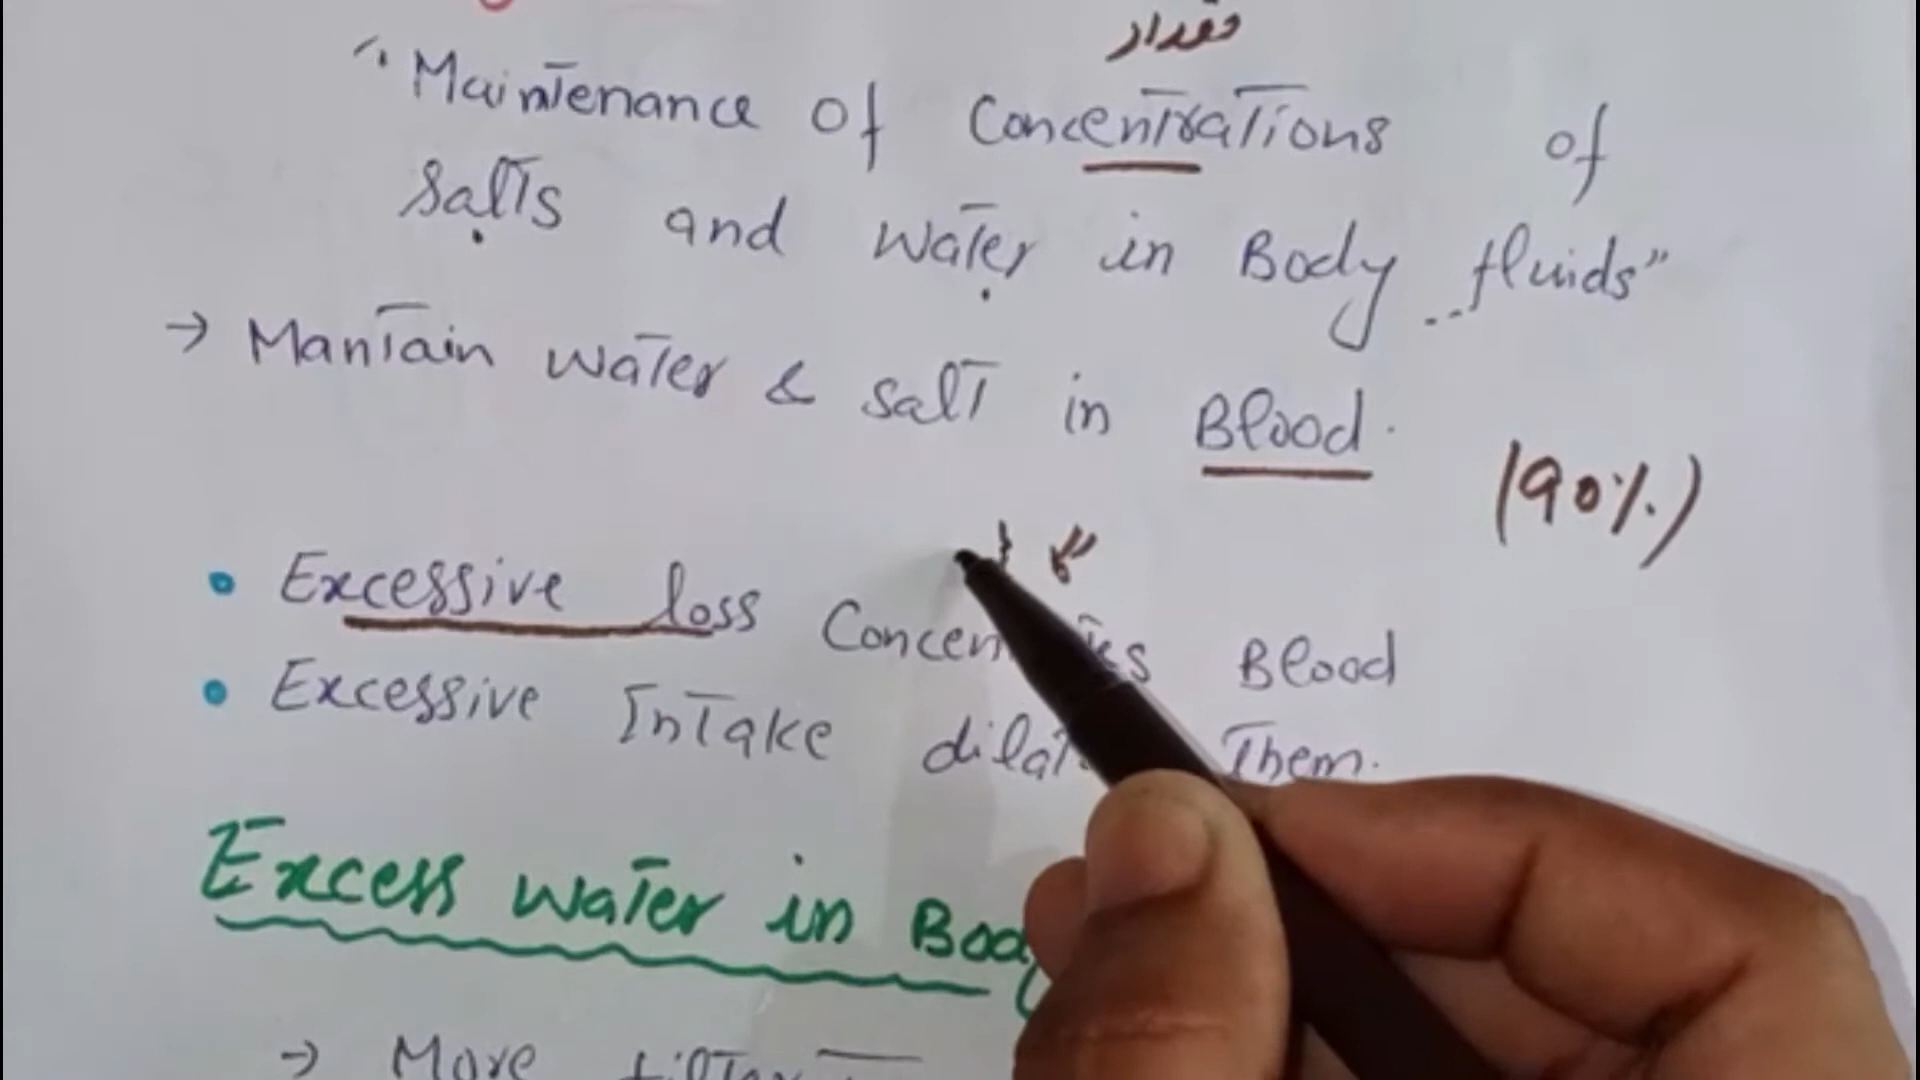 مقدار
"Maintenance of Concentrations of
Salts and water in Body fluids"
→ Mantain water & salt in Blood.
(90%)
• Excessive loss Blood
• Excessive Intake Them.
Excess water in Body
→ More